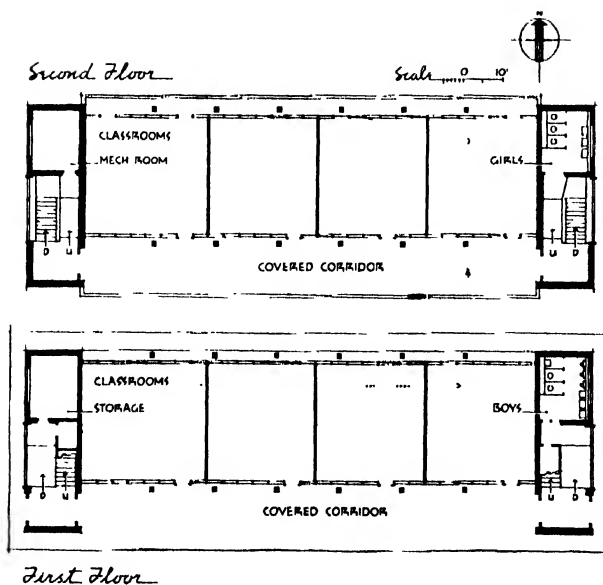 N
Second Floor
Scale 0 10'
CLASSROOMS
MECH ROOM
GIRLS
D U
U D
COVERED CORRIDOR
CLASSROOMS
STORAGE
BOYS
D U
U D
COVERED CORRIDOR
First Floor